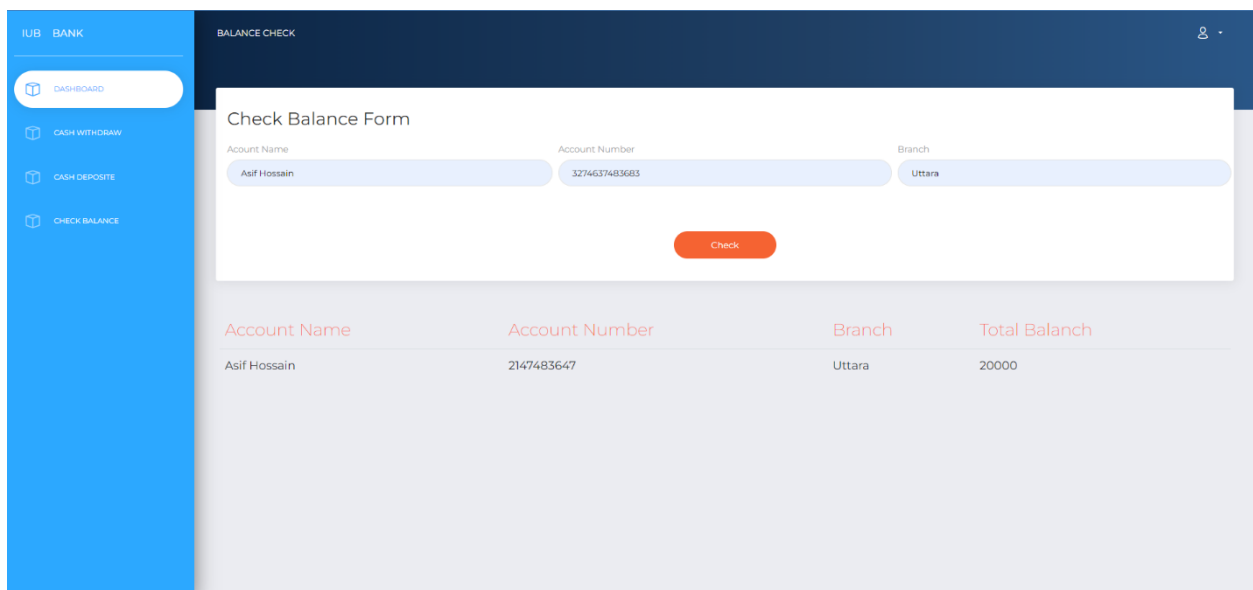 IUB BANK
BALANCE CHECK
DASHBOARD
CASH WITHDRAW
CASH DEPOSITE
CHECK BALANCE
Check Balance Form
Acount Name Account Number Branch
Asif Hossain 3274637483683 Uttara
Check
Account Name Account Number Branch Total Balanch
Asif Hossain 2147483647 Uttara 20000